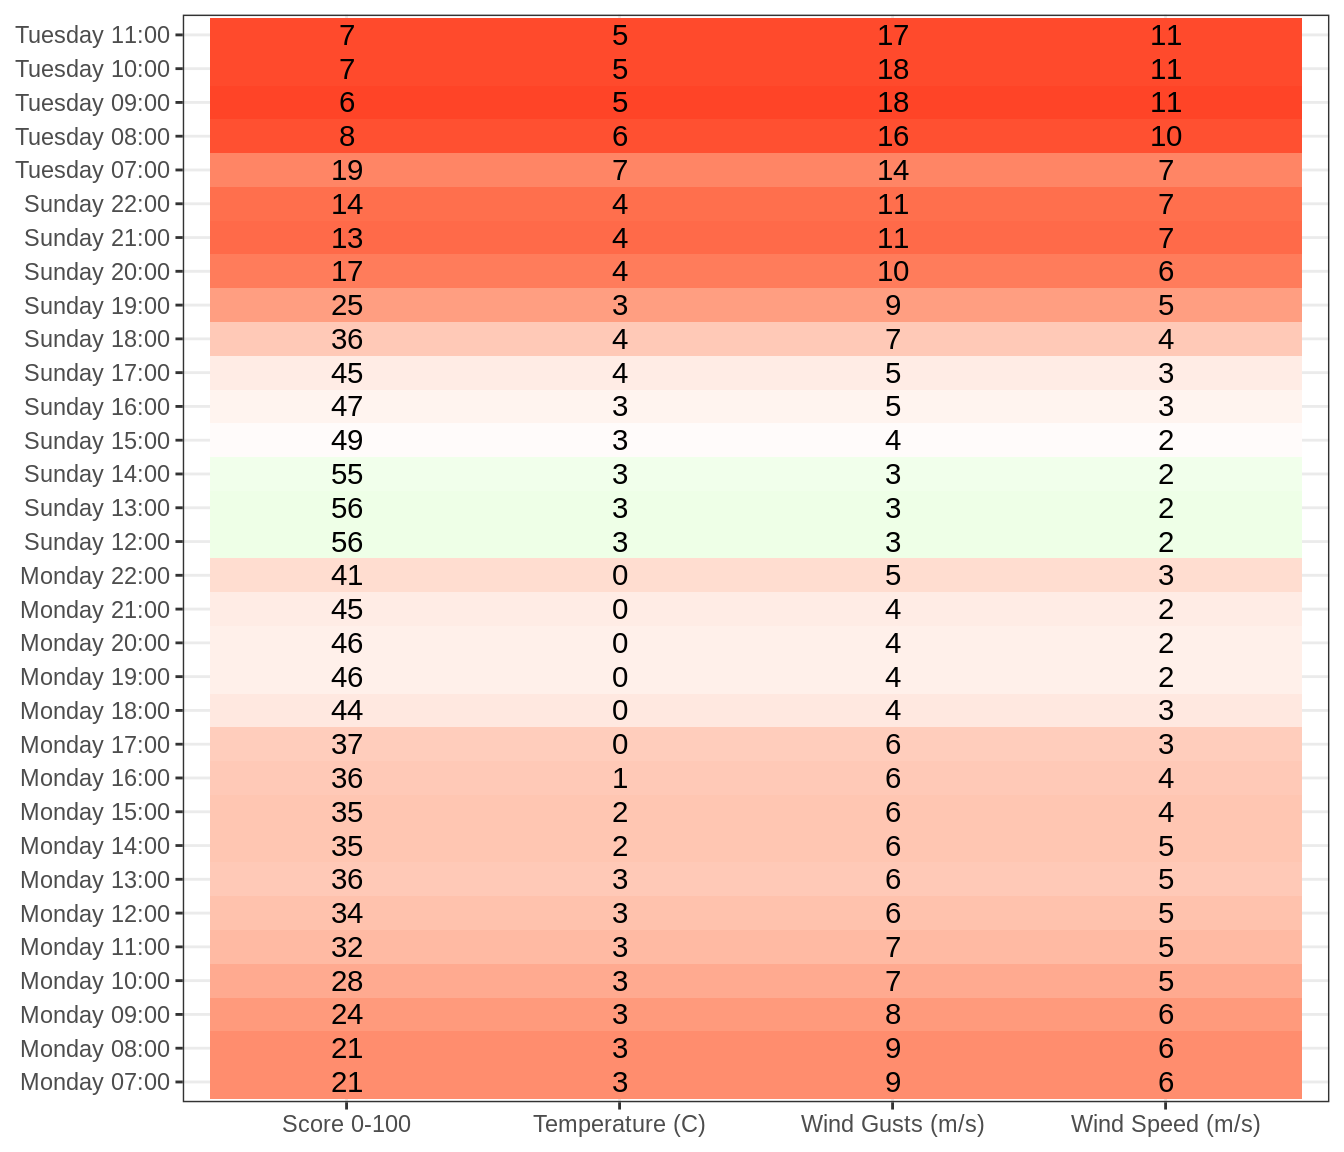 Tuesday 11:00 7 5 17 11
Tuesday 10:00 7 5 18 11
Tuesday 09:00 6 5 18 11
Tuesday 08:00 8 6 16 10
Tuesday 07:00 19 7 14 7
Sunday 22:00 14 4 11 7
Sunday 21:00 13 4 11 7
Sunday 20:00 17 4 10 6
Sunday 19:00 25 3 9 5
Sunday 18:00 36 4 7 4
Sunday 17:00 45 4 5 3
Sunday 16:00 47 3 5 3
Sunday 15:00 49 3 4 2
Sunday 14:00 55 3 3 2
Sunday 13:00 56 3 3 2
Sunday 12:00 56 3 3 2
Monday 22:00 41 0 5 3
Monday 21:00 45 0 4 2
Monday 20:00 46 0 4 2
Monday 19:00 46 0 4 2
Monday 18:00 44 0 4 3
Monday 17:00 37 0 6 3
Monday 16:00 36 1 6 4
Monday 15:00 35 2 6 4
Monday 14:00 35 2 6 5
Monday 13:00 36 3 6 5
Monday 12:00 34 3 6 5
Monday 11:00 32 3 7 5
Monday 10:00 28 3 7 5
Monday 09:00 24 3 8 6
Monday 08:00 21 3 9 6
Monday 07:00 21 3 9 6
Score 0-100 Temperature (C) Wind Gusts (m/s) Wind Speed (m/s)